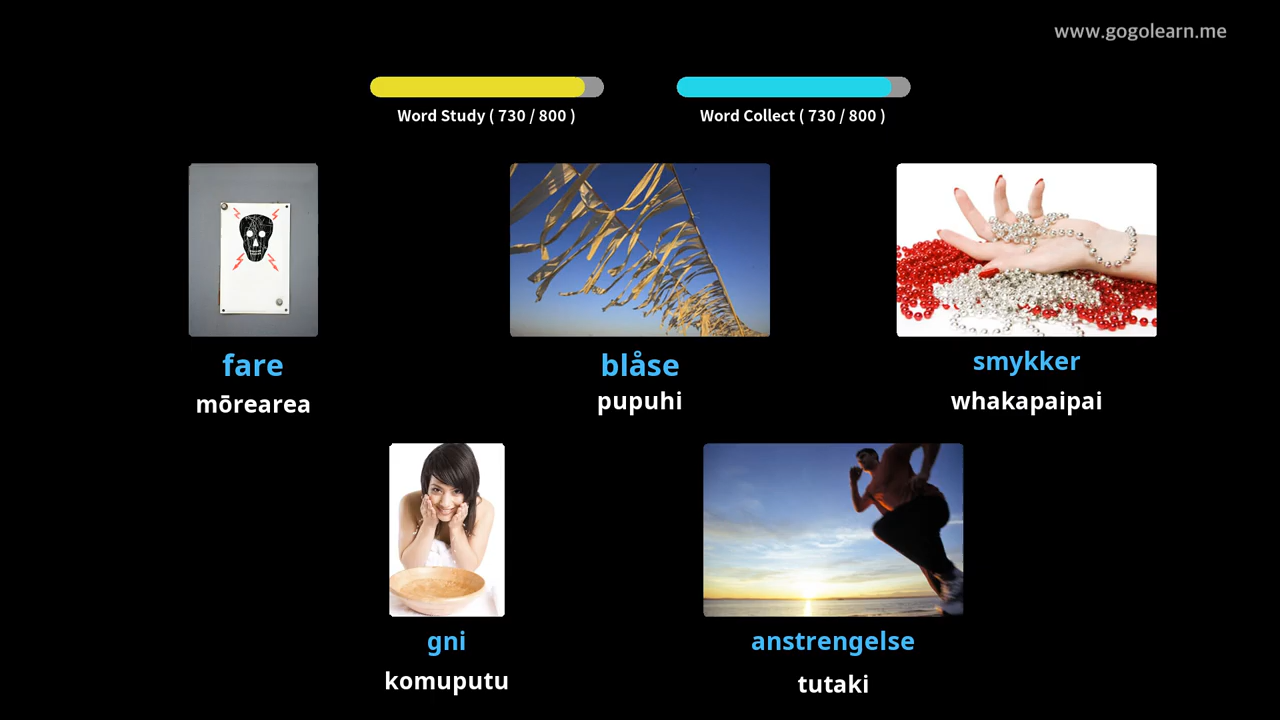 www.gogolearn.me
Word Study ( 730 / 800 )
Word Collect ( 730 / 800 )
fare
mōrearea
blåse
pupuhi
smykker
whakapaipai
gni
komuputu
anstrengelse
tutaki